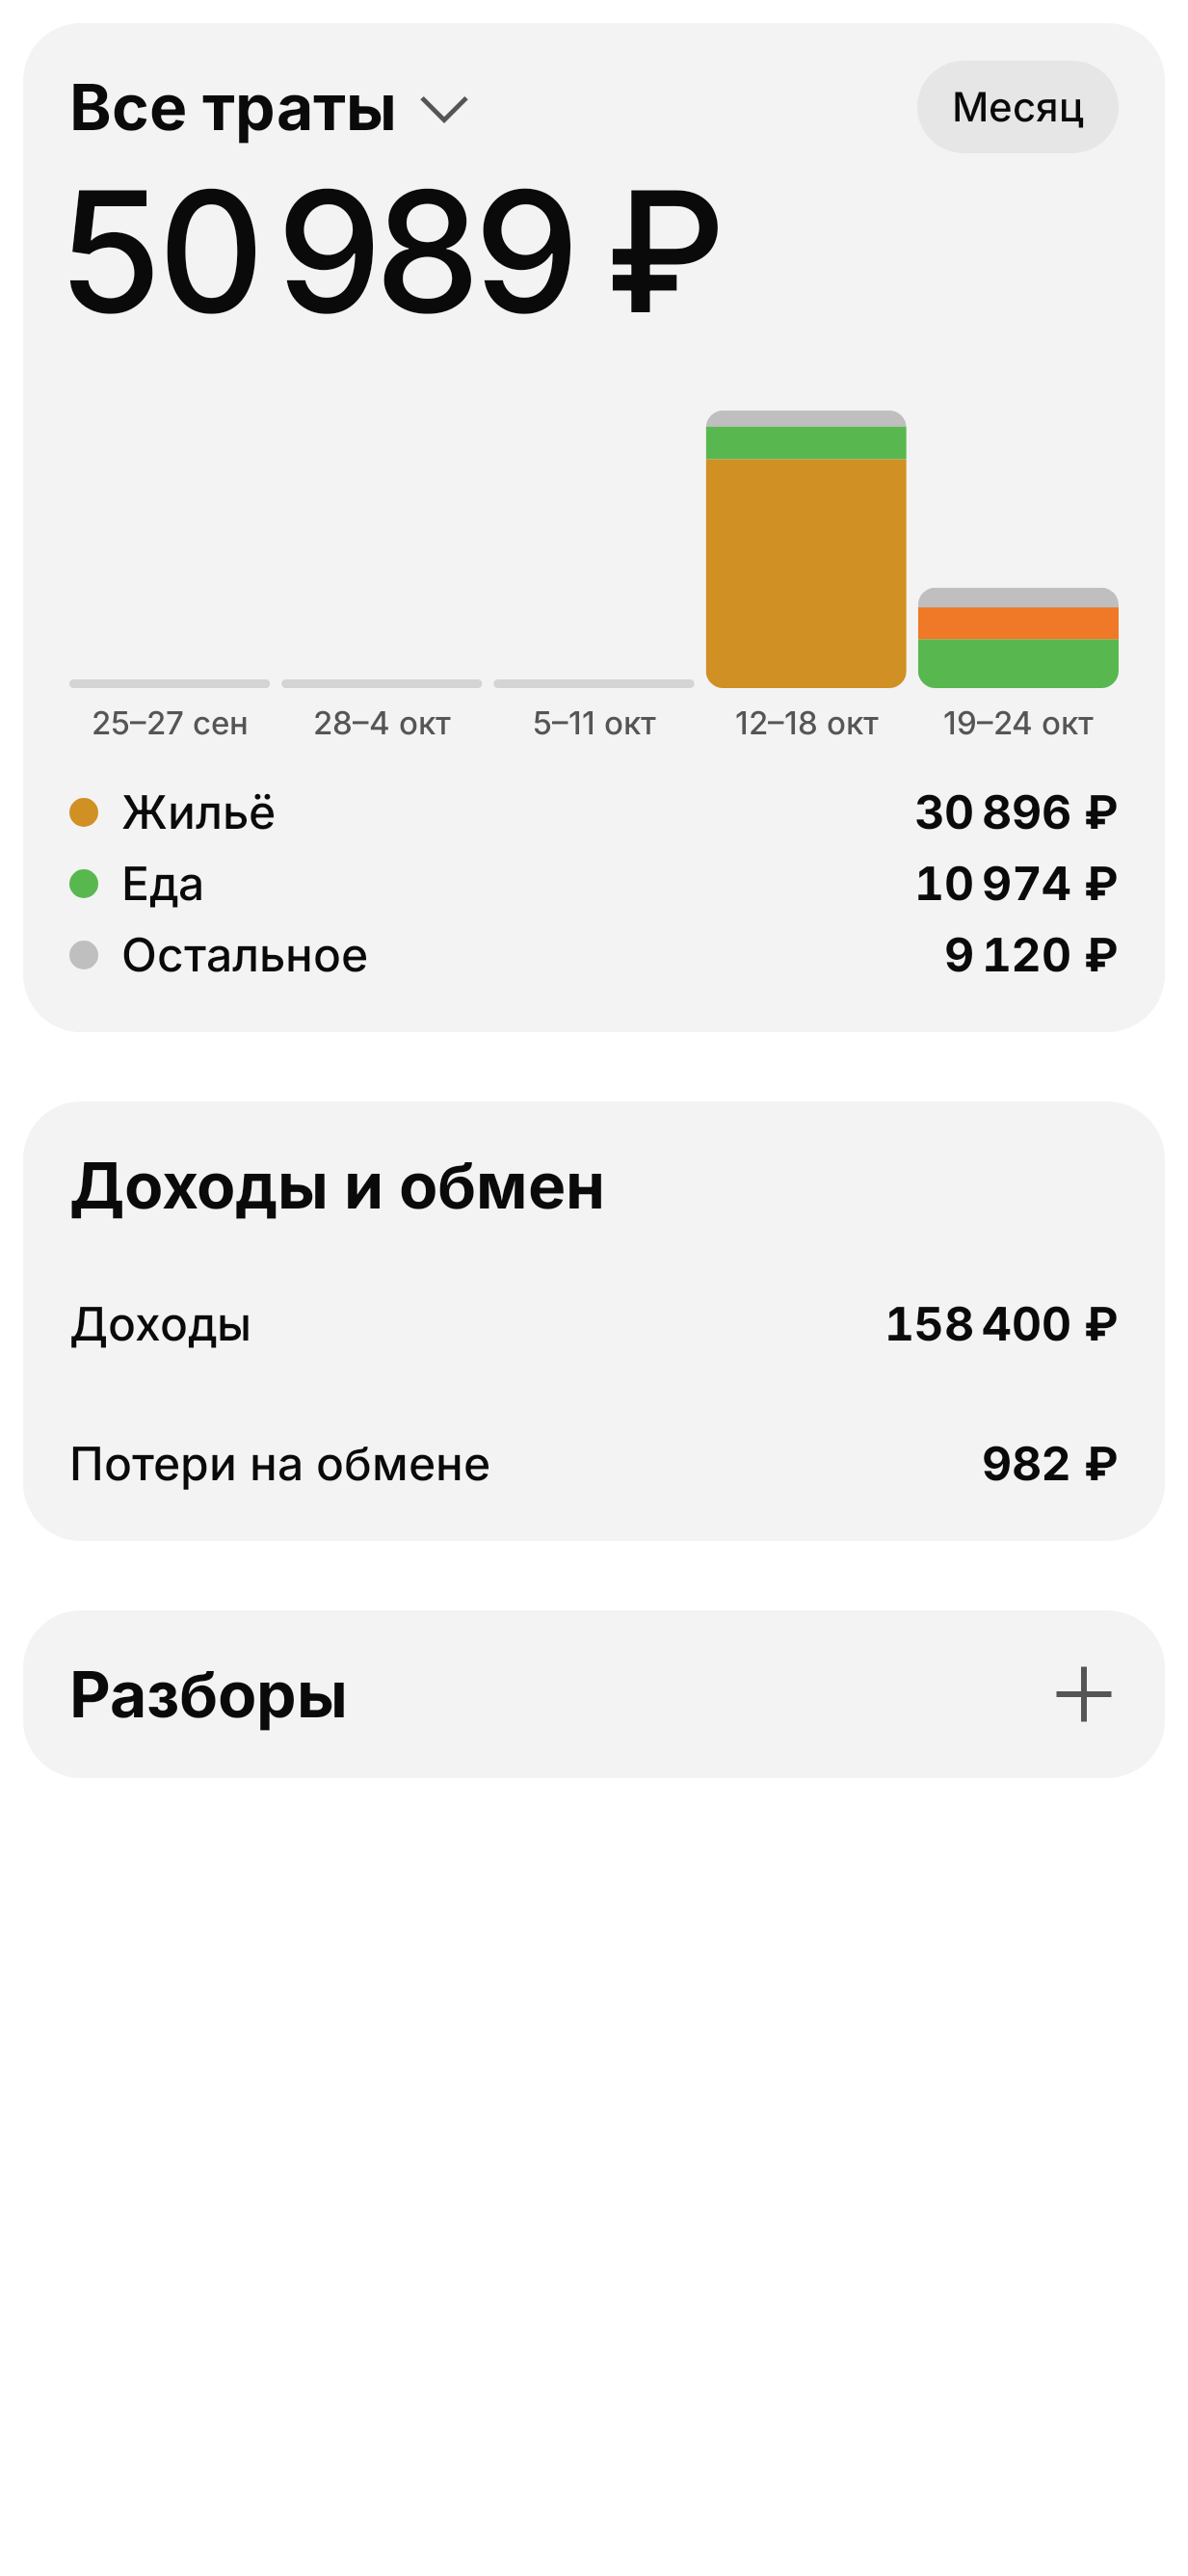 Все траты
Месяц
50 989 ₽
25–27 сен
28–4 окт
5–11 окт
12–18 окт
19–24 окт
Жильё 30 896 ₽
Еда 10 974 ₽
Остальное 9 120 ₽
Доходы и обмен
Доходы 158 400 ₽
Потери на обмене 982 ₽
Разборы